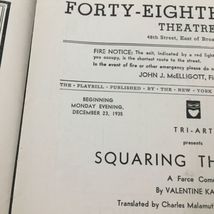 FORTY-EIGHTH
THEATRE
48th Street, East of Broa
FIRE NOTICE: The exit, indicated by a red light
you occupy, is the shortest route to the street.
In the event of fire or other emergency please do n
JOHN J. McELLIGOTT, F
THE PLAYBILL PUBLISHED BY THE NEW YORK
BEGINNING
MONDAY EVENING,
DECEMBER 23, 1935
TRI-ART
presents
SQUARING TH
A Farce Com
By VALENTINE KA
Translated by Charles Malamut